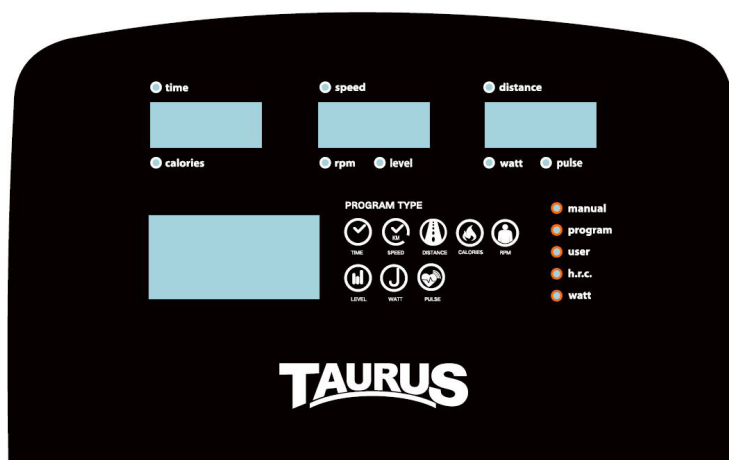 time speed distance
calories rpm level watt pulse
PROGRAM TYPE
KM
TIME SPEED DISTANCE CALORIES RPM
LEVEL WATT PULSE
manual
program
user
h.r.c.
watt
TAURUS